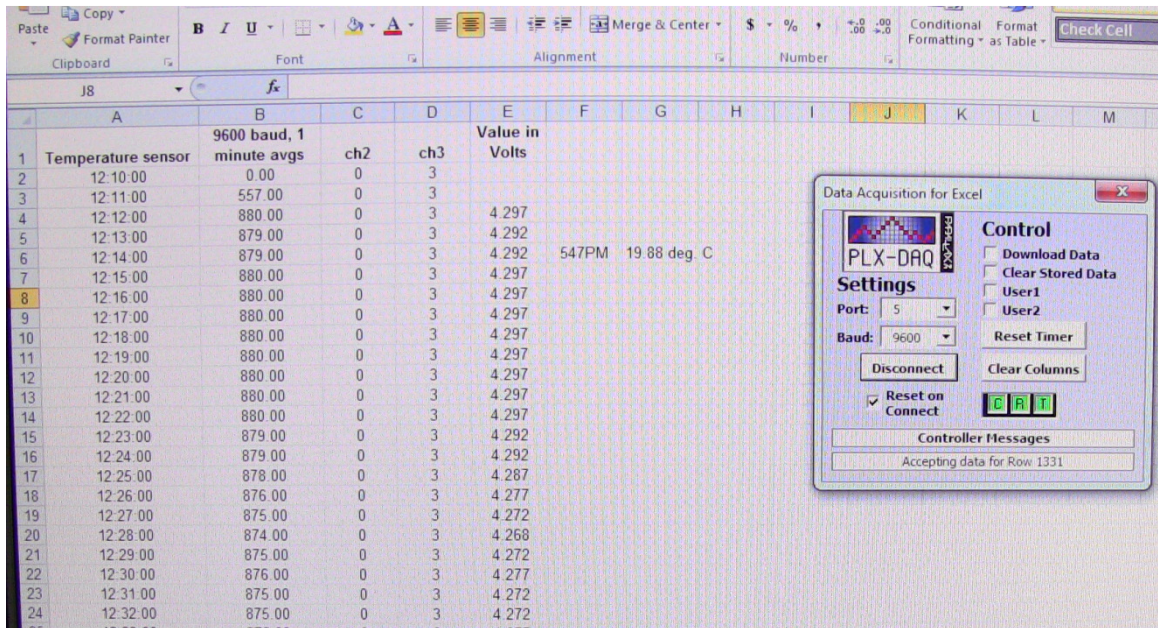 Copy
Paste
Format Painter
B I U
A
Merge & Center
$ % ,
Conditional Format
Formatting as Table
Check Cell
Clipboard
Font
Alignment
Number
J8
fx
A B C D E F G H I J K L M
9600 baud, 1 Value in
1 Temperature sensor minute avgs ch2 ch3 Volts
2 12:10:00 0.00 0 3
3 12:11:00 557.00 0 3
4 12:12:00 880.00 0 3 4.297
5 12:13:00 879.00 0 3 4.292
6 12:14:00 879.00 0 3 4.292 547PM 19.88 deg. C
7 12:15:00 880.00 0 3 4.297
8 12:16:00 880.00 0 3 4.297
9 12:17:00 880.00 0 3 4.297
10 12:18:00 880.00 0 3 4.297
11 12:19:00 880.00 0 3 4.297
12 12:20:00 880.00 0 3 4.297
13 12:21:00 880.00 0 3 4.297
14 12:22:00 880.00 0 3 4.297
15 12:23:00 879.00 0 3 4.292
16 12:24:00 879.00 0 3 4.292
17 12:25:00 878.00 0 3 4.287
18 12:26:00 876.00 0 3 4.277
19 12:27:00 875.00 0 3 4.272
20 12:28:00 874.00 0 3 4.268
21 12:29:00 875.00 0 3 4.272
22 12:30:00 876.00 0 3 4.277
23 12:31:00 875.00 0 3 4.272
24 12:32:00 875.00 0 3 4.272
Data Acquisition for Excel
PARALLAX
PLX-DAQ
Control
Download Data
Clear Stored Data
User1
User2
Settings
Port: 5
Baud: 9600
Reset Timer
Disconnect
Clear Columns
Reset on
Connect
C R T
Controller Messages
Accepting data for Row 1331